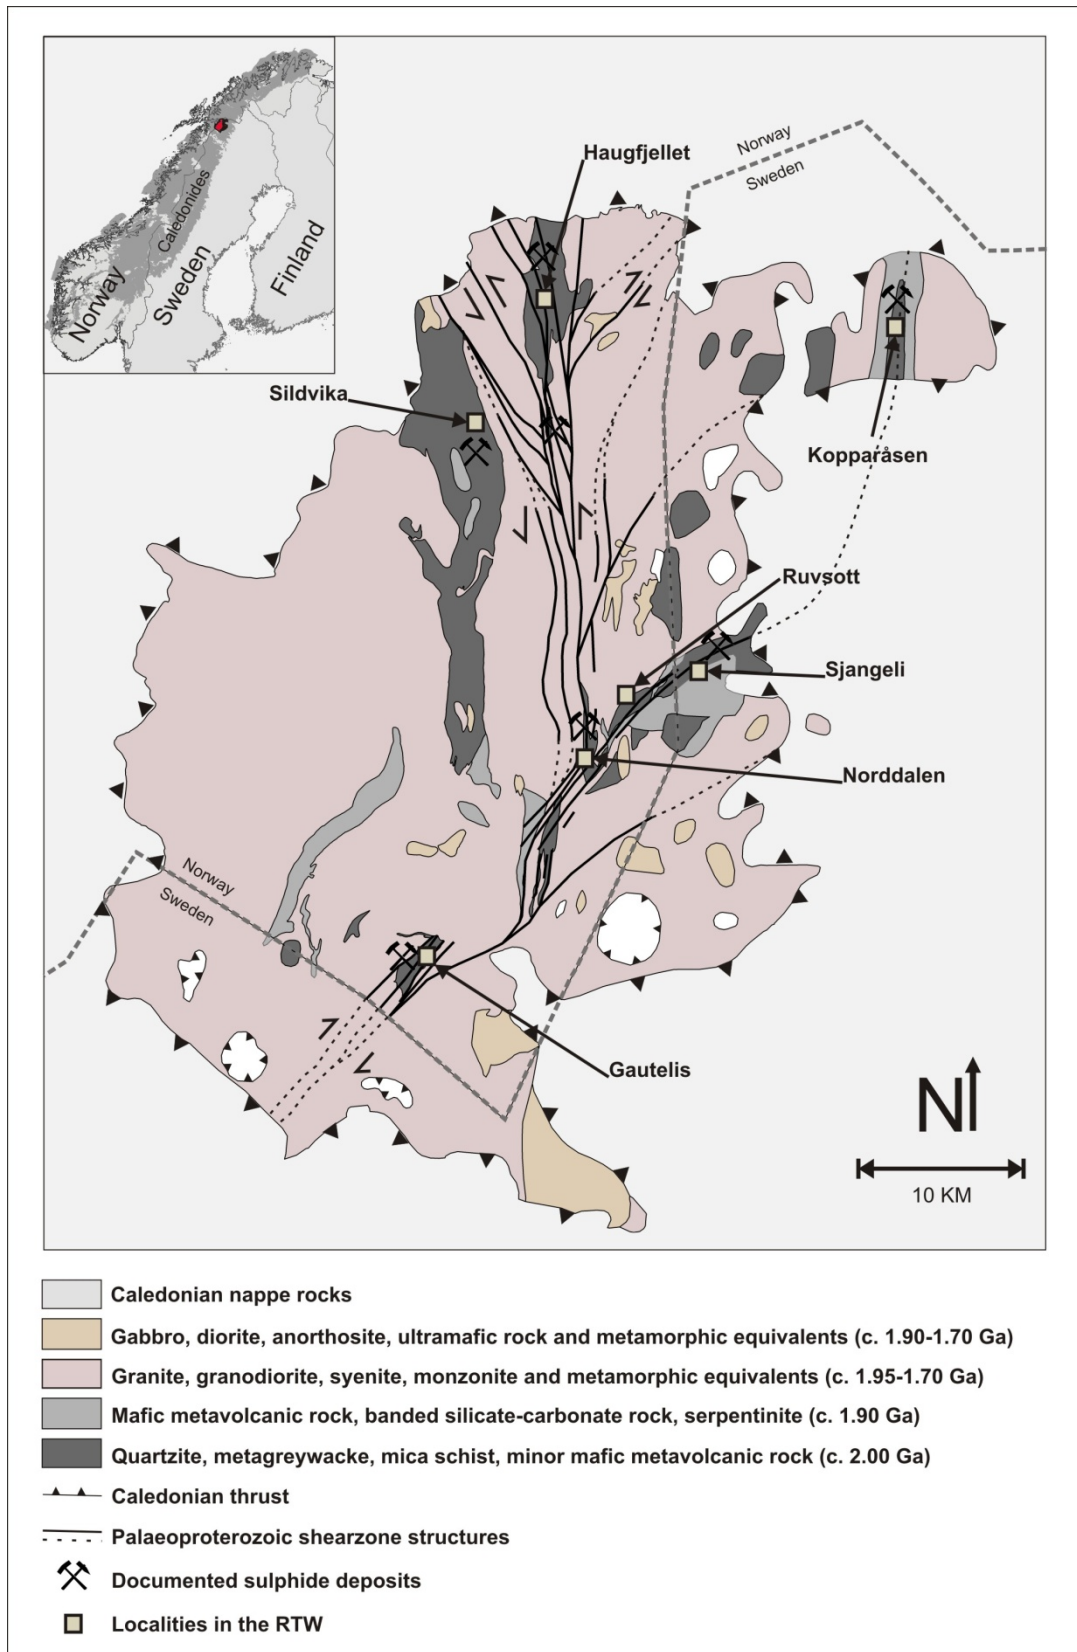 Norway
Caledonides
Sweden
Finland
Haugfjellet
Norway
Sweden
Sildvika
Kopparåsen
Ruvsott
Sjangeli
Norddalen
Norway
Sweden
Gautelis
N
10 KM
Caledonian nappe rocks
Gabbro, diorite, anorthosite, ultramafic rock and metamorphic equivalents (c. 1.90-1.70 Ga)
Granite, granodiorite, syenite, monzonite and metamorphic equivalents (c. 1.95-1.70 Ga)
Mafic metavolcanic rock, banded silicate-carbonate rock, serpentinite (c. 1.90 Ga)
Quartzite, metagreywacke, mica schist, minor mafic metavolcanic rock (c. 2.00 Ga)
Caledonian thrust
Palaeoproterozoic shearzone structures
Documented sulphide deposits
Localities in the RTW